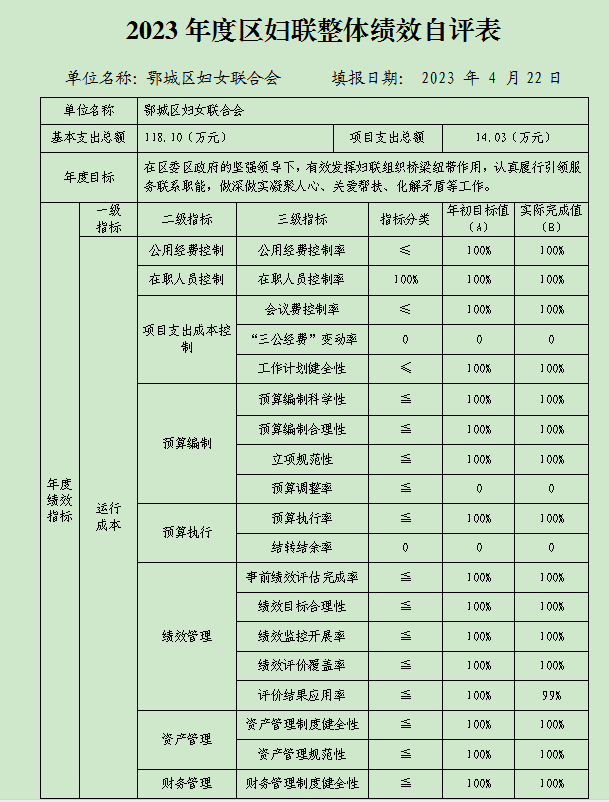 2023 年度区妇联整体绩效自评表
单位名称：鄂城区妇女联合会 填报日期： 2023 年 4 月 22 日
单位名称 鄂城区妇女联合会
基本支出总额 118.10（万元） 项目支出总额 14.03（万元）
年度目标 在区委区政府的坚强领导下，有效发挥妇联组织桥梁纽带作用，认真履行引领服
务联系职能，做深做实凝聚人心、关爱帮扶、化解矛盾等工作。
年度
绩效
指标
一级
指标
二级指标 三级指标 指标分类 年初目标值
（A）
实际完成值
（B）
运行
成本
公用经费控制 公用经费控制率 ≤ 100% 100%
在职人员控制 在职人员控制率 100% 100% 100%
项目支出成本控
制
会议费控制率 ≤ 100% 100%
“三公经费”变动率 0 0 0
工作计划健全性 ≤ 100% 100%
预算编制
预算编制科学性 ≦ 100% 100%
预算编制合理性 ≦ 100% 100%
立项规范性 ≦ 100% 100%
预算调整率 ≦ 0 0
预算执行
预算执行率 ≦ 100% 100%
结转结余率 0 0 0
绩效管理
事前绩效评估完成率 ≦ 100% 100%
绩效目标合理性 ≦ 100% 100%
绩效监控开展率 ≦ 100% 100%
绩效评价覆盖率 ≦ 100% 100%
评价结果应用率 ≦ 100% 99%
资产管理
资产管理制度健全性 ≦ 100% 100%
资产管理规范性 ≦ 100% 100%
财务管理 财务管理制度健全性 ≦ 100% 100%